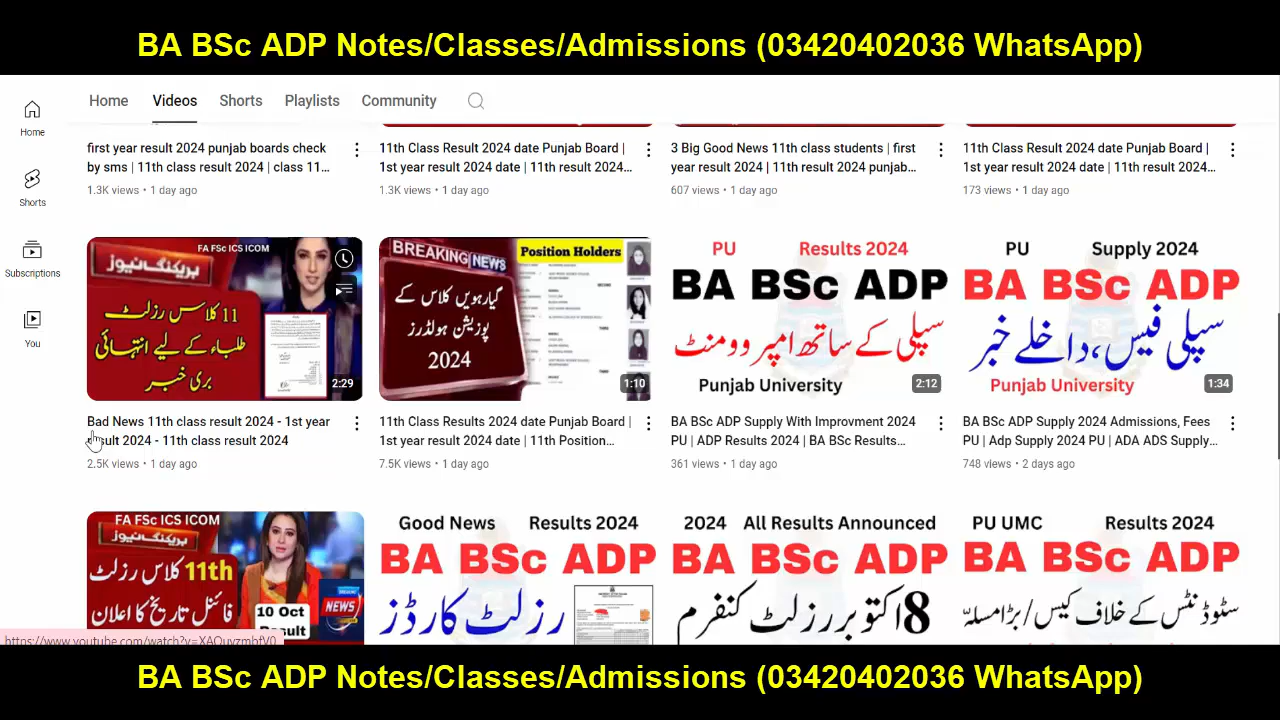 BA BSc ADP Notes/Classes/Admissions (03420402036 WhatsApp)
Home
Videos
Shorts
Playlists
Community
Home
Shorts
Subscriptions
You
first year result 2024 punjab boards check
by sms | 11th class result 2024 | class 11...
1.3K views • 1 day ago
11th Class Result 2024 date Punjab Board |
1st year result 2024 date | 11th result 2024...
1.3K views • 1 day ago
3 Big Good News 11th class students | first
year result 2024 | 11th result 2024 punjab...
607 views • 1 day ago
11th Class Result 2024 date Punjab Board |
1st year result 2024 date | 11th result 2024...
173 views • 1 day ago
FA FSc ICS ICOM
بریکنگ نیوز
11 کلاس رزلٹ
طلباء کے لیے انتہائی
بری خبر
2:29
Bad News 11th class result 2024 - 1st year
sult 2024 - 11th class result 2024
2.5K views • 1 day ago
BREAKING NEWS
Position Holders
گیارہویں کلاس کے
پوزیشن ہولڈرز
2024
1:10
11th Class Results 2024 date Punjab Board |
1st year result 2024 date | 11th Position...
7.5K views • 1 day ago
PU Results 2024
BA BSc ADP
سپلی کے ساتھ امپروومنٹ
Punjab University
2:12
BA BSc ADP Supply With Improvment 2024
PU | ADP Results 2024 | BA BSc Results...
361 views • 1 day ago
PU Supply 2024
BA BSc ADP
سپلی فیس، داخلے خبر
Punjab University
1:34
BA BSc ADP Supply 2024 Admissions, Fees
PU | Adp Supply 2024 PU | ADA ADS Supply...
748 views • 2 days ago
FA FSc ICS ICOM
بریکنگ نیوز
11th کلاس رزلٹ
فائنل تاریخ کا اعلان
10 Oct
Result
NEWS
Good News Results 2024
BA BSc ADP
رزلٹ کارڈز
2024 All Results Announced
BA BSc ADP
8 اکتوبر رزلٹ کنفرم
PU UMC Results 2024
BA BSc ADP
سٹوڈنٹس کے خلاف کیس/بڑا مسئلہ
BA BSc ADP Notes/Classes/Admissions (03420402036 WhatsApp)